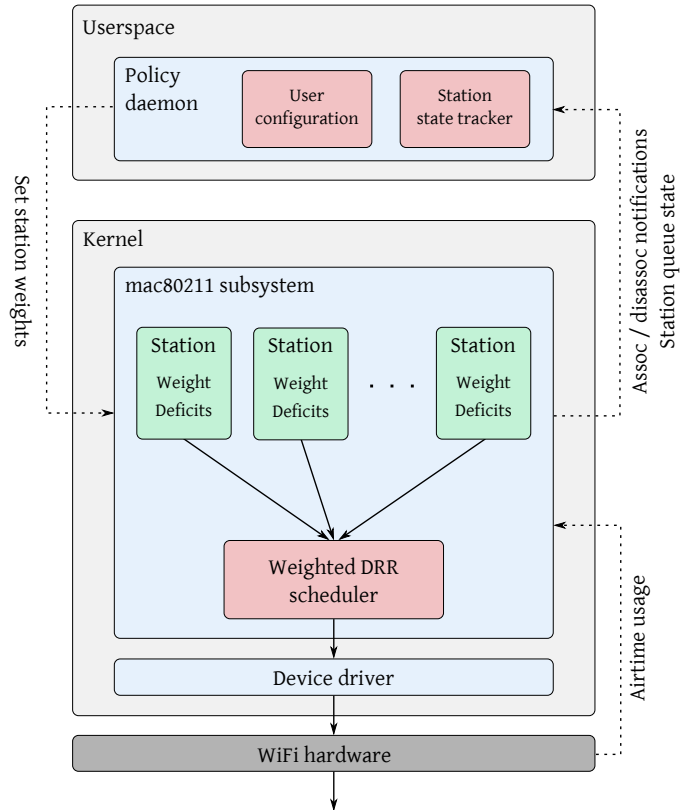 Userspace
Policy
daemon
User
configuration
Station
state tracker
Set station weights
Assoc / disassoc notifications
Station queue state
Kernel
mac80211 subsystem
Station
Weight
Deficits
Station
Weight
Deficits
. . .
Station
Weight
Deficits
Weighted DRR
scheduler
Airtime usage
Device driver
WiFi hardware